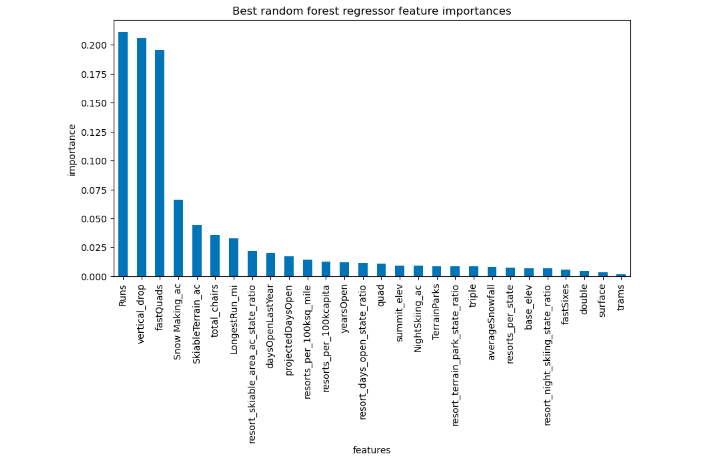 Best random forest regressor feature importances
0.200
0.175
0.150
0.125
0.100
0.075
0.050
0.025
0.000
importance
Runs
vertical_drop
fastQuads
Snow Making_ac
SkiableTerrain_ac
total_chairs
LongestRun_mi
resort_skiable_area_ac_state_ratio
daysOpenLastYear
projectedDaysOpen
resorts_per_100ksq_mile
resorts_per_100kcapita
yearsOpen
resort_days_open_state_ratio
quad
summit_elev
NightSkiing_ac
TerrainParks
resort_terrain_park_state_ratio
triple
averageSnowfall
resorts_per_state
base_elev
resort_night_skiing_state_ratio
fastSixes
double
surface
trams
features